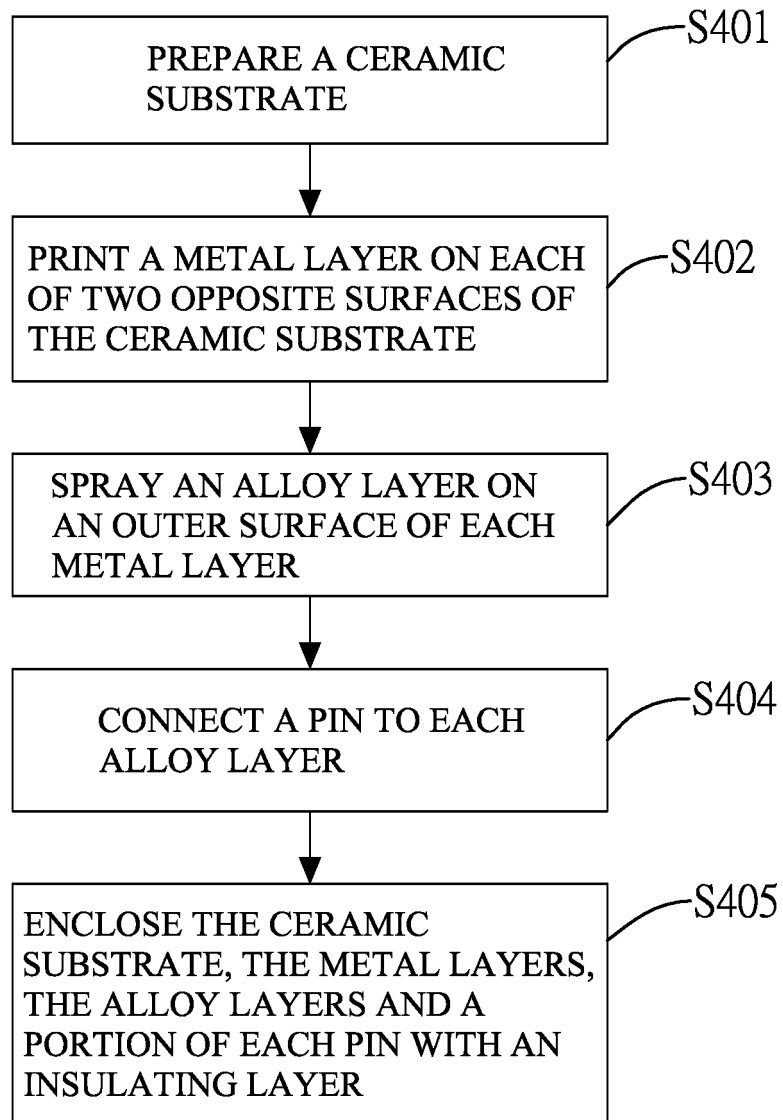 S401
PREPARE A CERAMIC
SUBSTRATE
S402
PRINT A METAL LAYER ON EACH
OF TWO OPPOSITE SURFACES OF
THE CERAMIC SUBSTRATE
S403
SPRAY AN ALLOY LAYER ON
AN OUTER SURFACE OF EACH
METAL LAYER
S404
CONNECT A PIN TO EACH
ALLOY LAYER
S405
ENCLOSE THE CERAMIC
SUBSTRATE, THE METAL LAYERS,
THE ALLOY LAYERS AND A
PORTION OF EACH PIN WITH AN
INSULATING LAYER